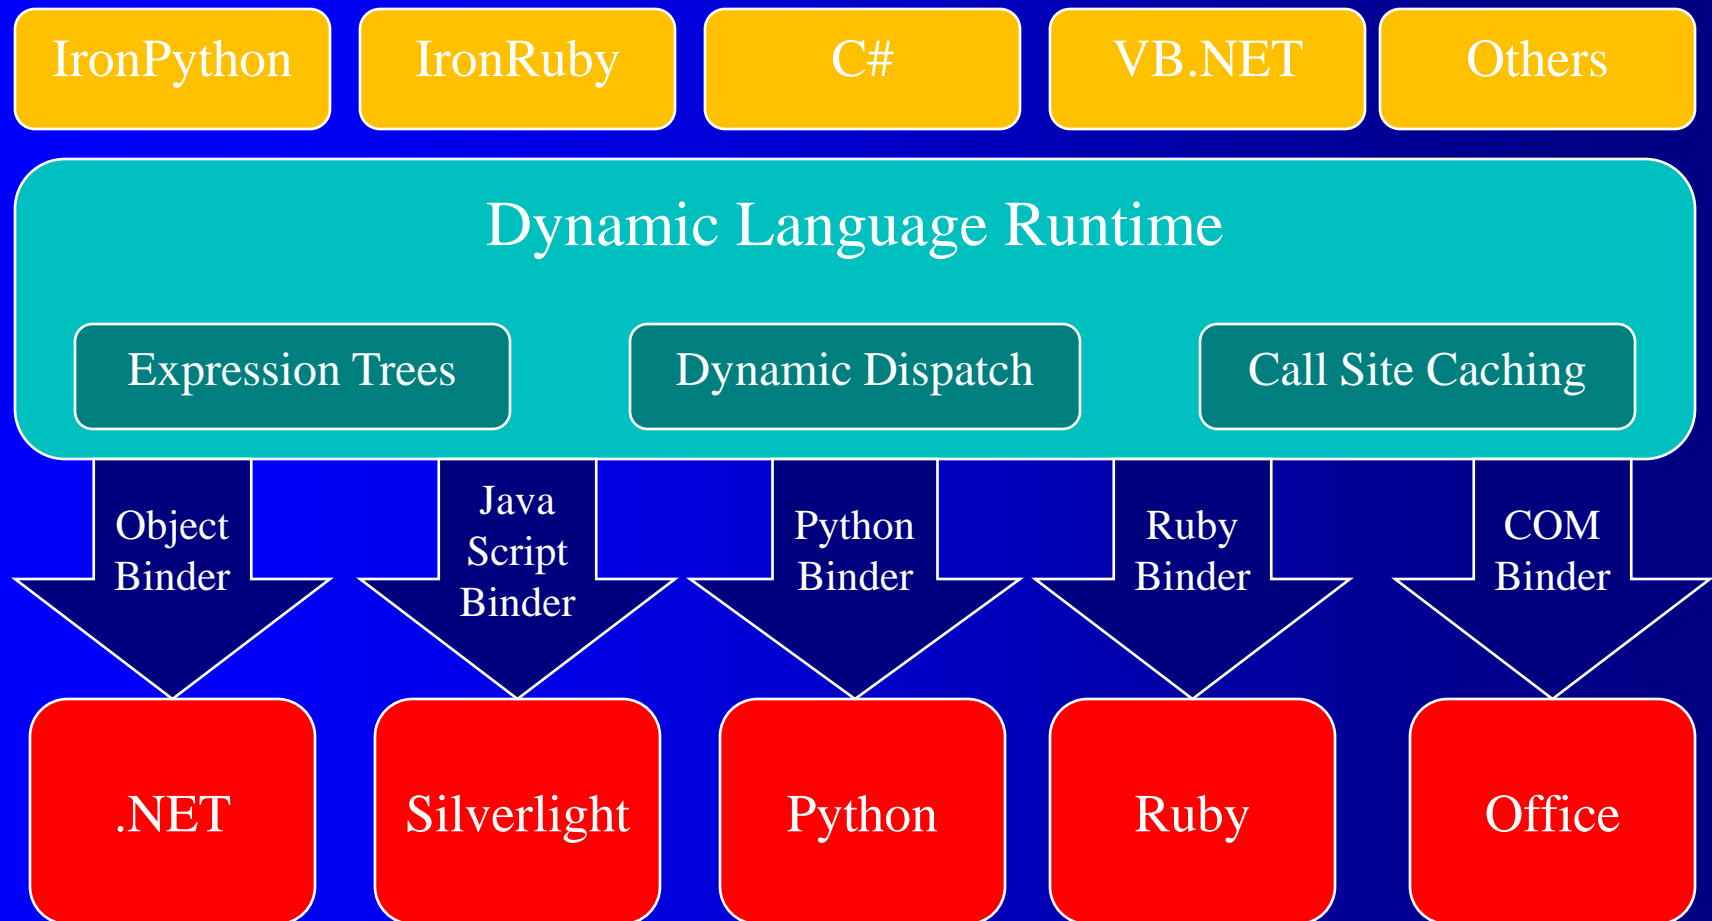 IronPython
IronRuby
C#
VB.NET
Others
Dynamic Language Runtime
Expression Trees
Dynamic Dispatch
Call Site Caching
Object
Binder
Java
Script
Binder
Python
Binder
Ruby
Binder
COM
Binder
.NET
Silverlight
Python
Ruby
Office